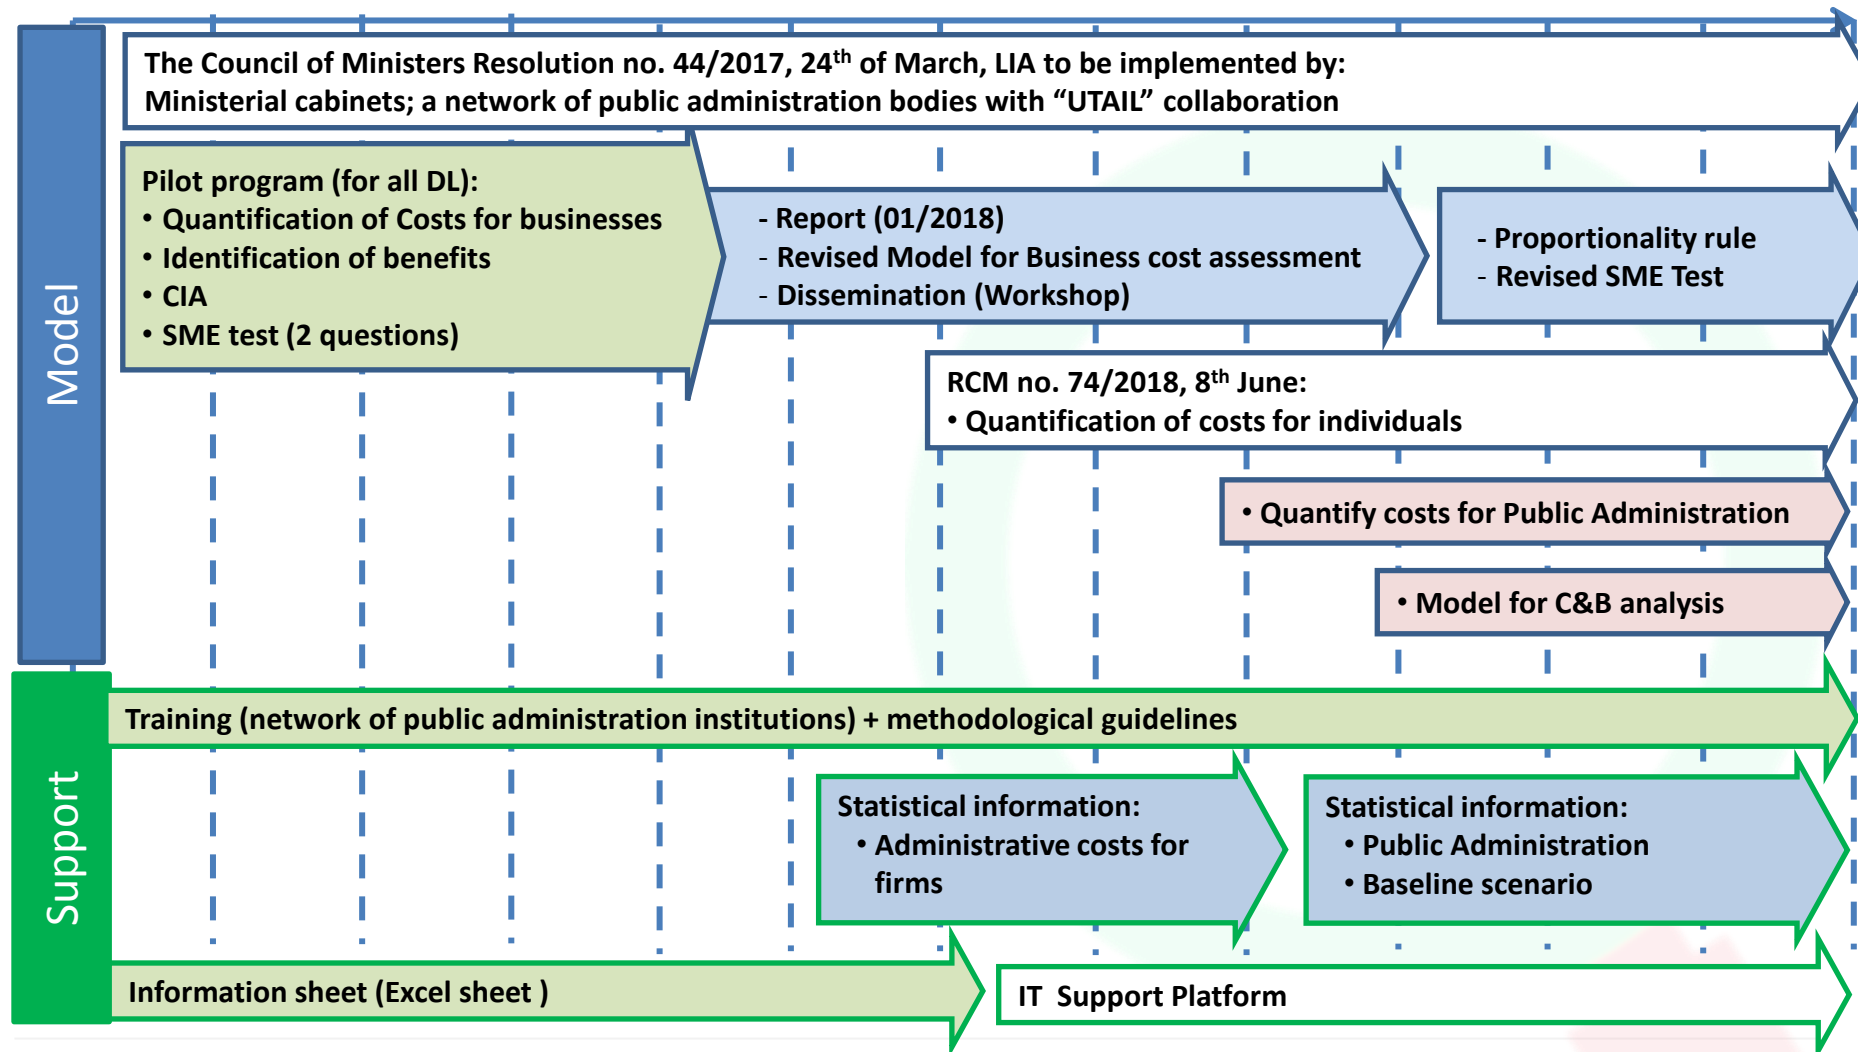 Model
The Council of Ministers Resolution no. 44/2017, 24th of March, LIA to be implemented by:
Ministerial cabinets; a network of public administration bodies with “UTAIL” collaboration
Pilot program (for all DL):
• Quantification of Costs for businesses
• Identification of benefits
• CIA
• SME test (2 questions)
- Report (01/2018)
- Revised Model for Business cost assessment
- Dissemination (Workshop)
- Proportionality rule
- Revised SME Test
RCM no. 74/2018, 8th June:
• Quantification of costs for individuals
• Quantify costs for Public Administration
• Model for C&B analysis
Support
Training (network of public administration institutions) + methodological guidelines
Statistical information:
• Administrative costs for
firms
Statistical information:
• Public Administration
• Baseline scenario
Information sheet (Excel sheet )
IT Support Platform